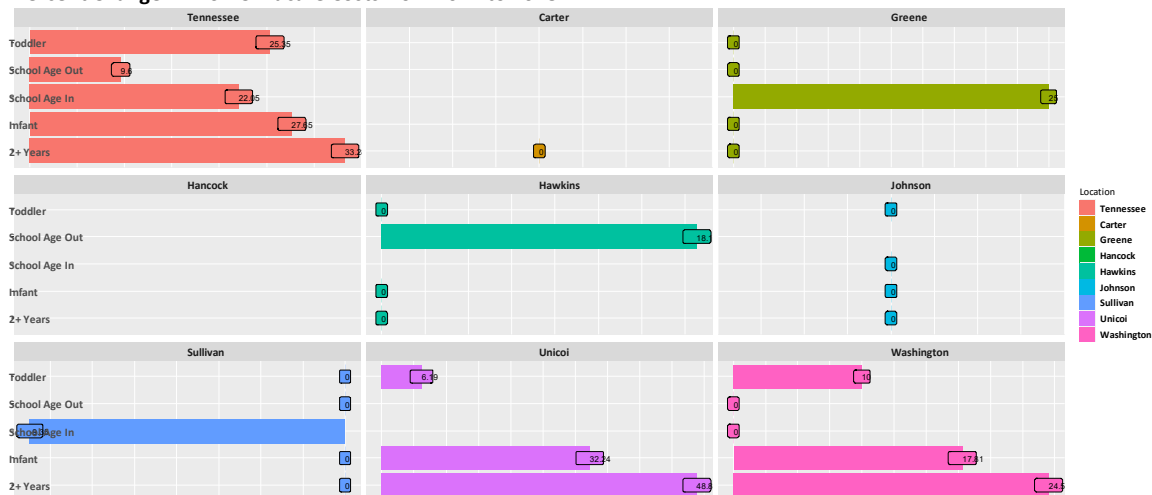 Tennessee
Carter
Greene
Toddler
25.35
0
School Age Out
9.6
0
School Age In
22.05
25
Infant
27.65
0
2+ Years
33.2
0
0
Hancock
Hawkins
Johnson
Toddler
0
0
School Age Out
18.1
School Age In
0
Infant
0
0
2+ Years
0
0
Sullivan
Unicoi
Washington
Toddler
0
6.19
10
School Age Out
0
0
School Age In
0
Infant
0
32.24
17.81
2+ Years
0
48.8
24.5
Location
Tennessee
Carter
Greene
Hancock
Hawkins
Johnson
Sullivan
Unicoi
Washington